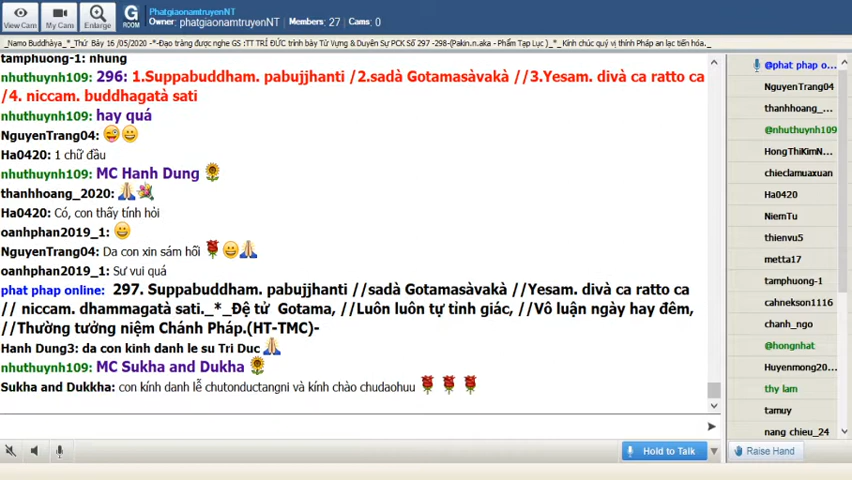 View Cam
My Cam
Enlarge
G
ROOM
PhatgiaonamtruyenNT
Owner: phatgiaonamtruyenNT | Members: 27 | Cams: 0
_Namo Buddhàya_*_Thứ Bảy 16 /05/2020 -*-Đạo tràng được nghe GS :TT TRÍ ĐỨC trình bày Từ Vựng & Duyên Sự PCK Số 297 -298-(Pakin.n.aka - Phẩm Tạp Lục )_*_ Kính chúc quý vị thính Pháp an lạc tiến hóa._
tamphuong-1: nhưng
nhuthuynh109: 296: 1.Suppabuddham. pabujjhanti /2.sadà Gotamasàvakà //3.Yesam. divà ca ratto ca
/4. niccam. buddhagatà sati
nhuthuynh109: hay quá
NguyenTrang04:
Ha0420: 1 chữ đầu
nhuthuynh109: MC Hanh Dung
thanhhoang_2020:
Ha0420: Có, con thấy tính hỏi
oanhphan2019_1:
NguyenTrang04: Da con xin sám hối
oanhphan2019_1: Sư vui quá
phat phap online: 297. Suppabuddham. pabujjhanti //sadà Gotamasàvakà //Yesam. divà ca ratto ca
// niccam. dhammagatà sati._*_Đệ tử Gotama, //Luôn luôn tự tỉnh giác, //Vô luận ngày hay đêm,
//Thường tưởng niệm Chánh Pháp.(HT-TMC)-
Hanh Dung3: da con kinh danh le su Tri Duc
nhuthuynh109: MC Sukha and Dukha
Sukha and Dukkha: con kính danh lễ chutonductangni và kính chào chudaohuu
@phat phap o...
NguyenTrang04
thanhhoang_...
@nhuthuynh109
HongThiKimN...
chieclamuaxuan
Ha0420
NiemTu
thienvu5
metta17
tamphuong-1
cahnekson1116
chanh_ngo
@hongnhat
Huyenmong20...
thy lam
tamuy
nang chieu_24
Hold to Talk
Raise Hand